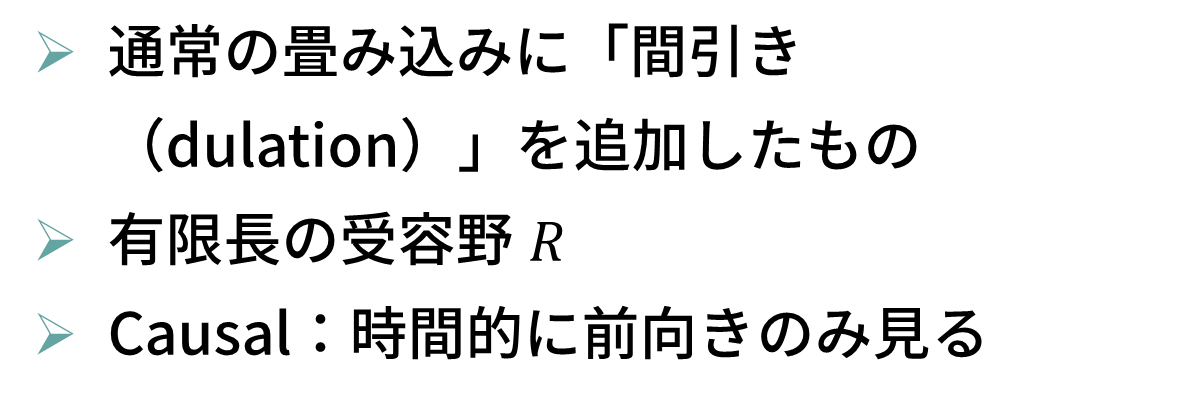 通常の畳み込みに「間引き
（dulation）」を追加したもの
有限長の受容野 R
Causal：時間的に前向きのみ見る